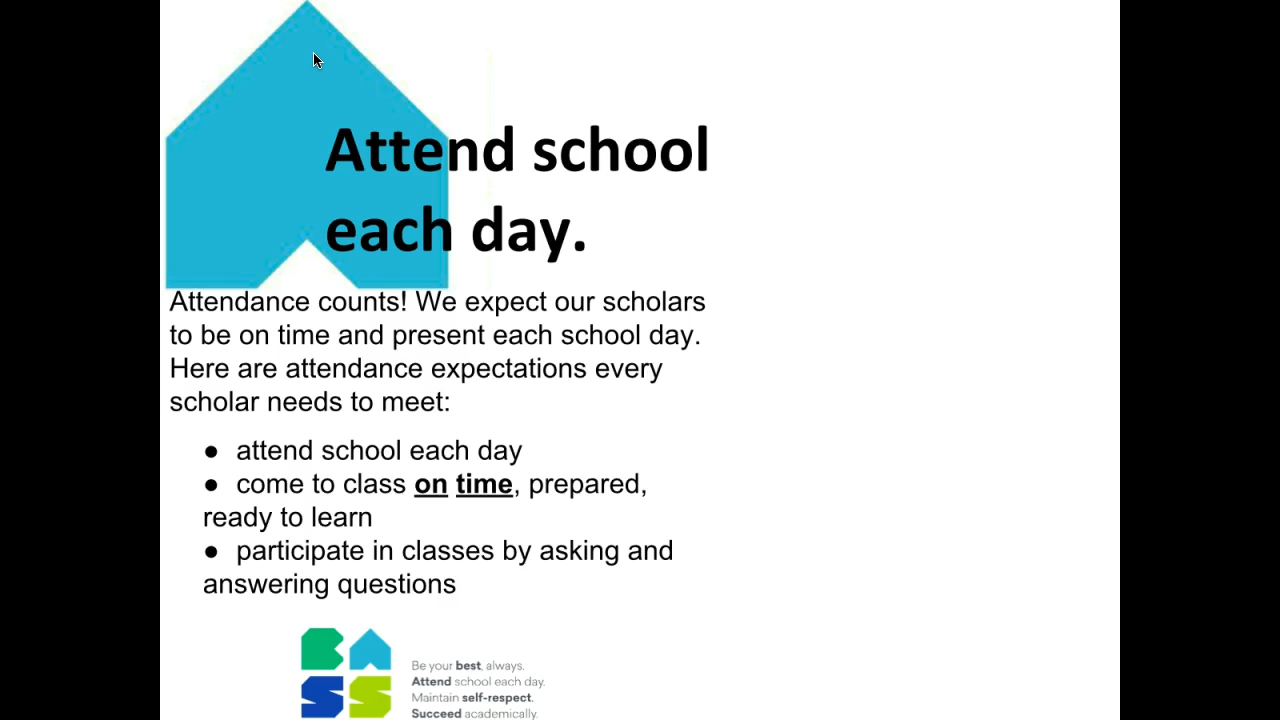 Attend school
each day.
Attendance counts! We expect our scholars
to be on time and present each school day.
Here are attendance expectations every
scholar needs to meet:
● attend school each day
● come to class on time, prepared,
ready to learn
● participate in classes by asking and
answering questions
BASS
Be your best, always.
Attend school each day.
Maintain self-respect.
Succeed academically.